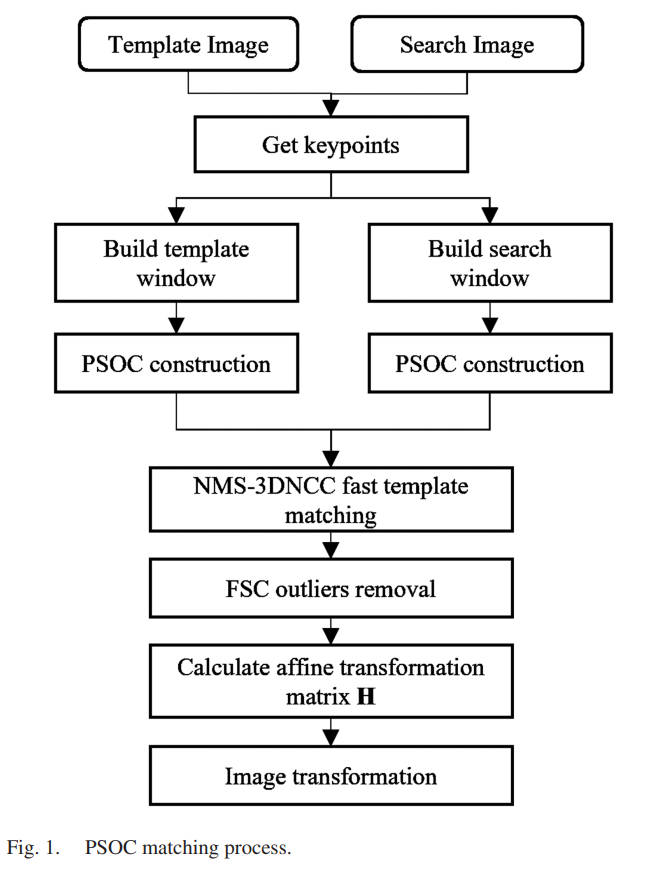 Template Image
Search Image
Get keypoints
Build template
window
Build search
window
PSOC construction
PSOC construction
NMS-3DNCC fast template
matching
FSC outliers removal
Calculate affine transformation
matrix H
Image transformation
Fig. 1. PSOC matching process.